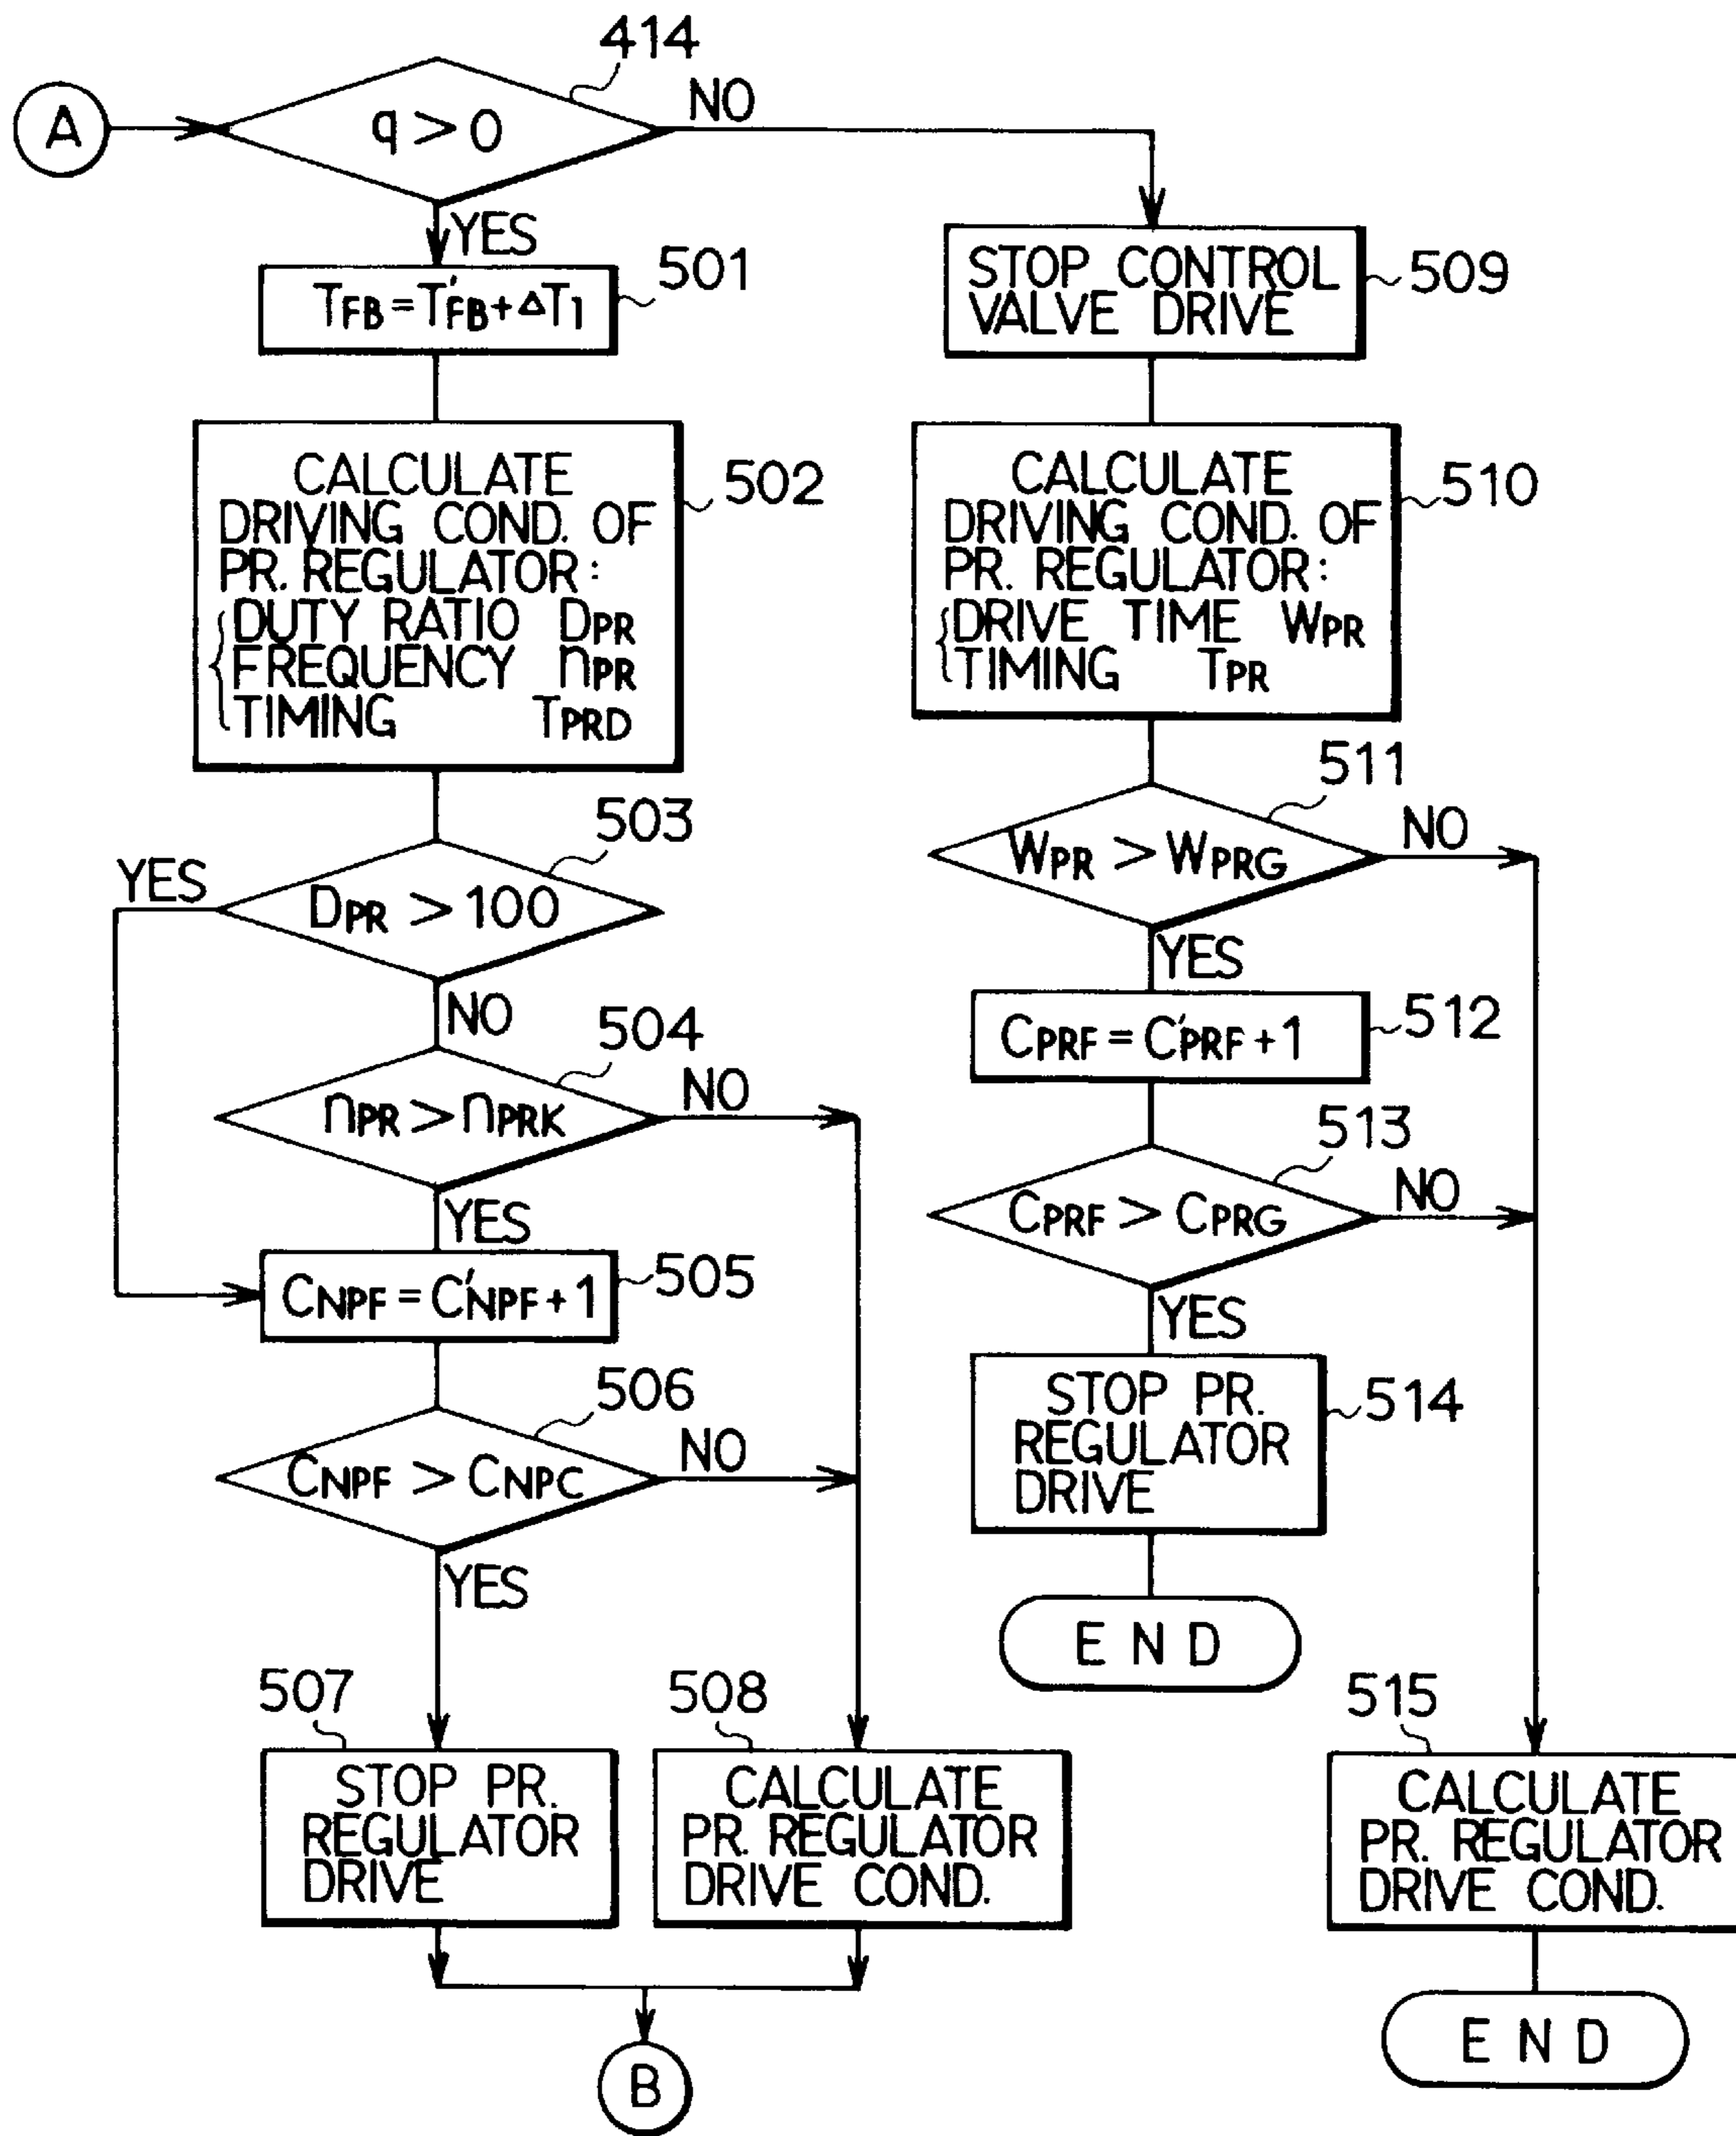 414
A
q > 0
NO
YES
501
TFB = T'FB + ΔT1
STOP CONTROL
VALVE DRIVE
509
CALCULATE
DRIVING COND. OF
PR. REGULATOR :
DUTY RATIO DPR
FREQUENCY nPR
TIMING TPRD
502
CALCULATE
DRIVING COND. OF
PR. REGULATOR :
DRIVE TIME WPR
TIMING TPR
510
503
YES
DPR > 100
NO
511
WPR > WPRG
NO
YES
504
nPR > nPRK
NO
YES
CPRF = C'PRF + 1
512
505
CNPF = C'NPF + 1
513
CPRF > CPRG
NO
YES
506
CNPF > CNPC
NO
YES
STOP PR.
REGULATOR
DRIVE
514
E N D
507
STOP PR.
REGULATOR
DRIVE
508
CALCULATE
PR. REGULATOR
DRIVE COND.
515
CALCULATE
PR. REGULATOR
DRIVE COND.
B
E N D